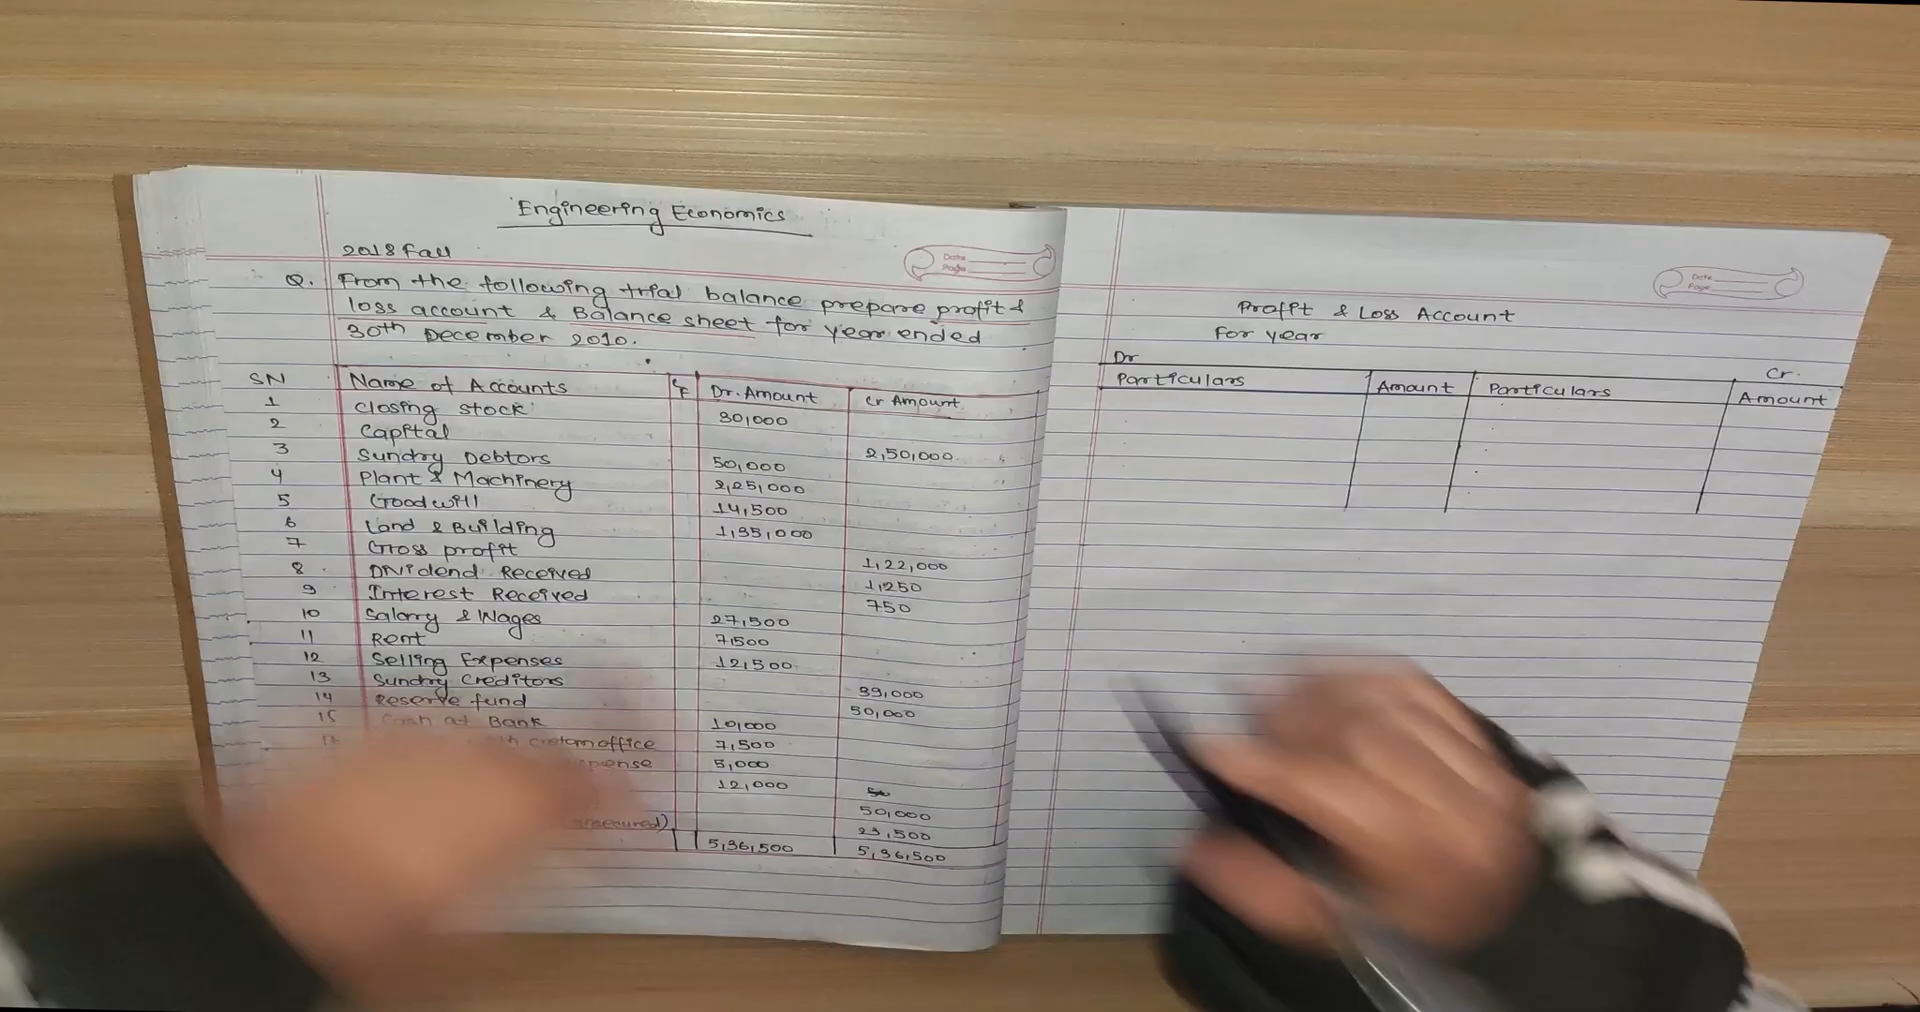 Engineering Economics
2018 Fall
Date
Page
Q. From the following trial balance prepare profit &
loss account & Balance sheet for year ended
30th December 2010.
SN Name of Accounts LF Dr. Amount Cr Amount
1 Closing stock 30,000
2 Capital 2,50,000
3 Sundry Debtors 50,000
4 Plant & Machinery 2,25,000
5 Goodwill 14,500
6 Land & Building 1,35,000
7 Gross profit 1,22,000
8 Dividend Received 1,250
9 Interest Received 750
10 Salary & Wages 27,500
11 Rent 7,500
12 Selling Expenses 12,500
13 Sundry Creditors 39,000
14 Reserve fund 50,000
15 Cash at Bank 10,000
customoffice 7,500
5,000
12,000
50,000
23,500
5,36,500 5,36,500
Date
Page
Profit & Loss Account
For year
Dr Cr.
Particulars Amount Particulars Amount